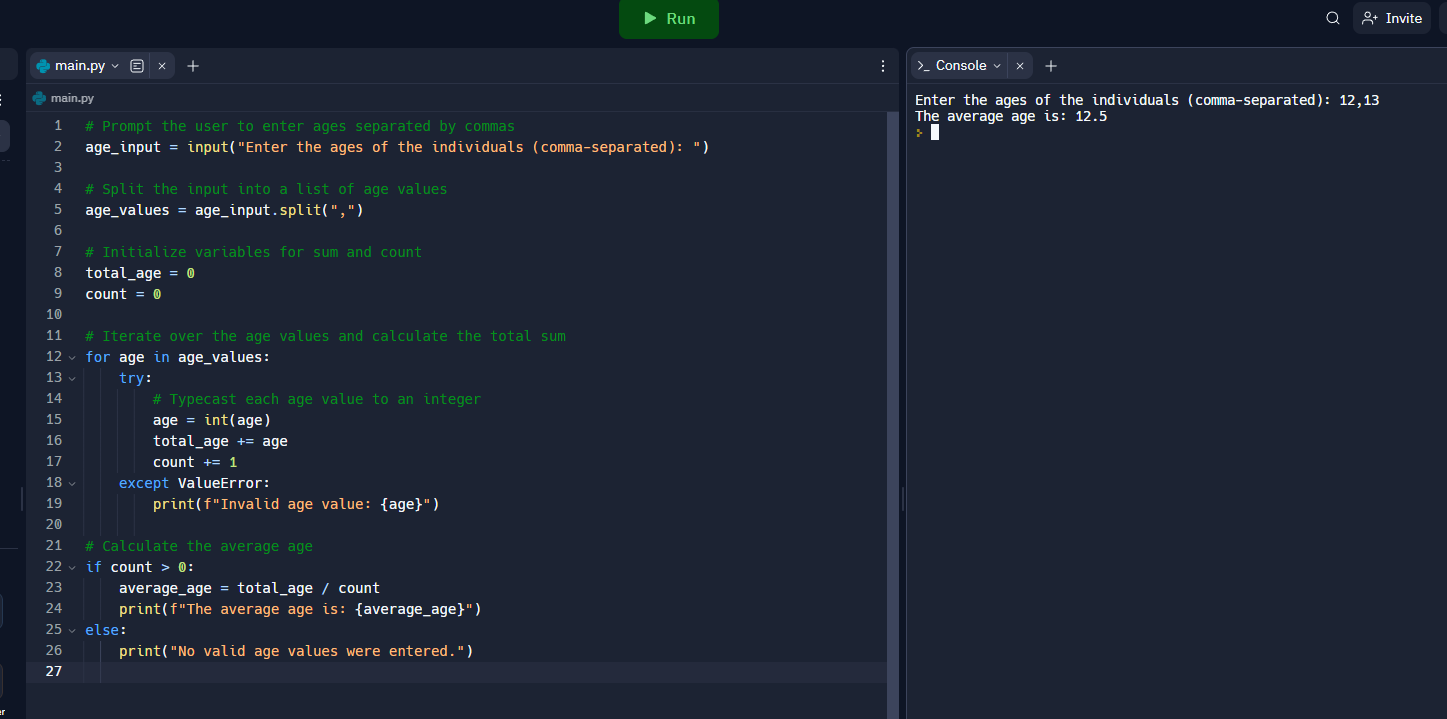 Run
Invite
main.py
Console
main.py
1 # Prompt the user to enter ages separated by commas
2 age_input = input("Enter the ages of the individuals (comma-separated): ")
3
4 # Split the input into a list of age values
5 age_values = age_input.split(",")
6
7 # Initialize variables for sum and count
8 total_age = 0
9 count = 0
10
11 # Iterate over the age values and calculate the total sum
12 for age in age_values:
13     try:
14         # Typecast each age value to an integer
15         age = int(age)
16         total_age += age
17         count += 1
18     except ValueError:
19         print(f"Invalid age value: {age}")
20
21 # Calculate the average age
22 if count > 0:
23     average_age = total_age / count
24     print(f"The average age is: {average_age}")
25 else:
26     print("No valid age values were entered.")
27
Enter the ages of the individuals (comma-separated): 12,13
The average age is: 12.5